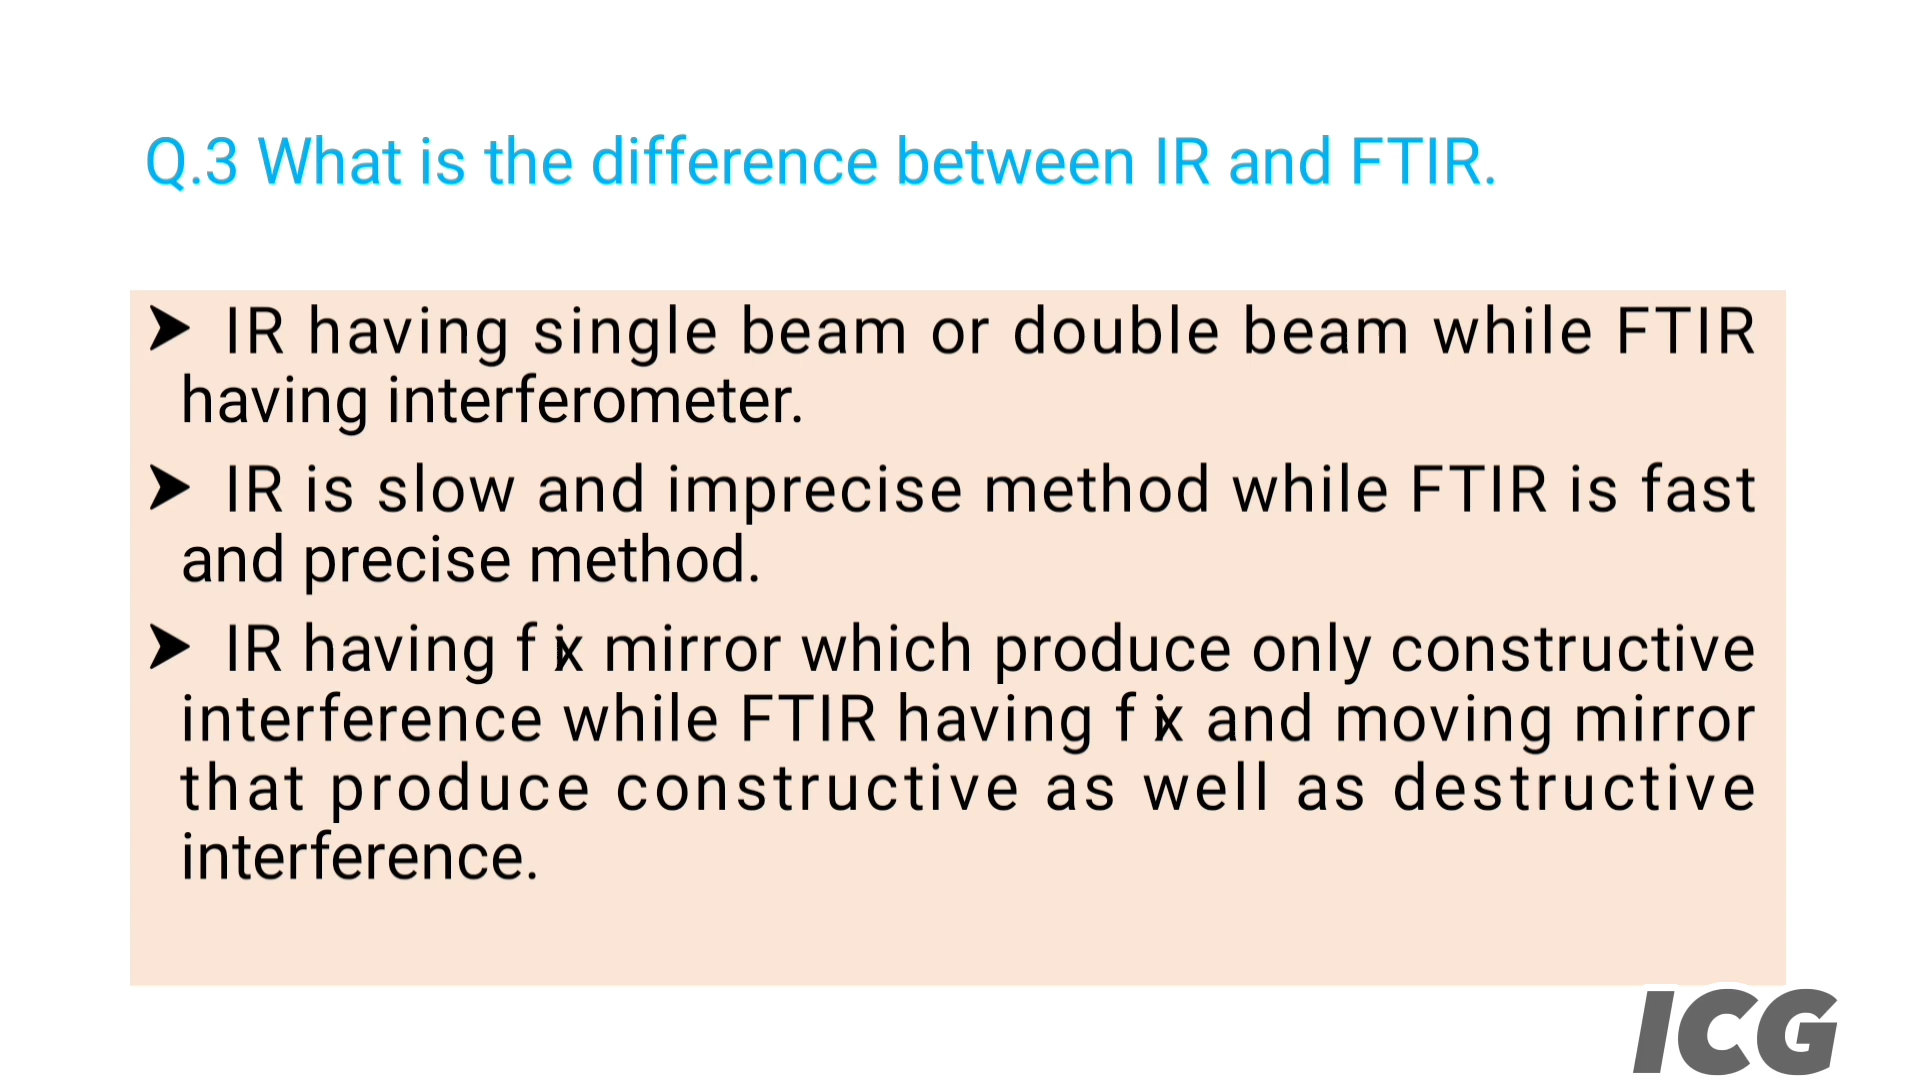 Q.3 What is the difference between IR and FTIR.
➤ IR having single beam or double beam while FTIR
having interferometer.
➤ IR is slow and imprecise method while FTIR is fast
and precise method.
➤ IR having fix mirror which produce only constructive
interference while FTIR having fix and moving mirror
that produce constructive as well as destructive
interference.
ICG